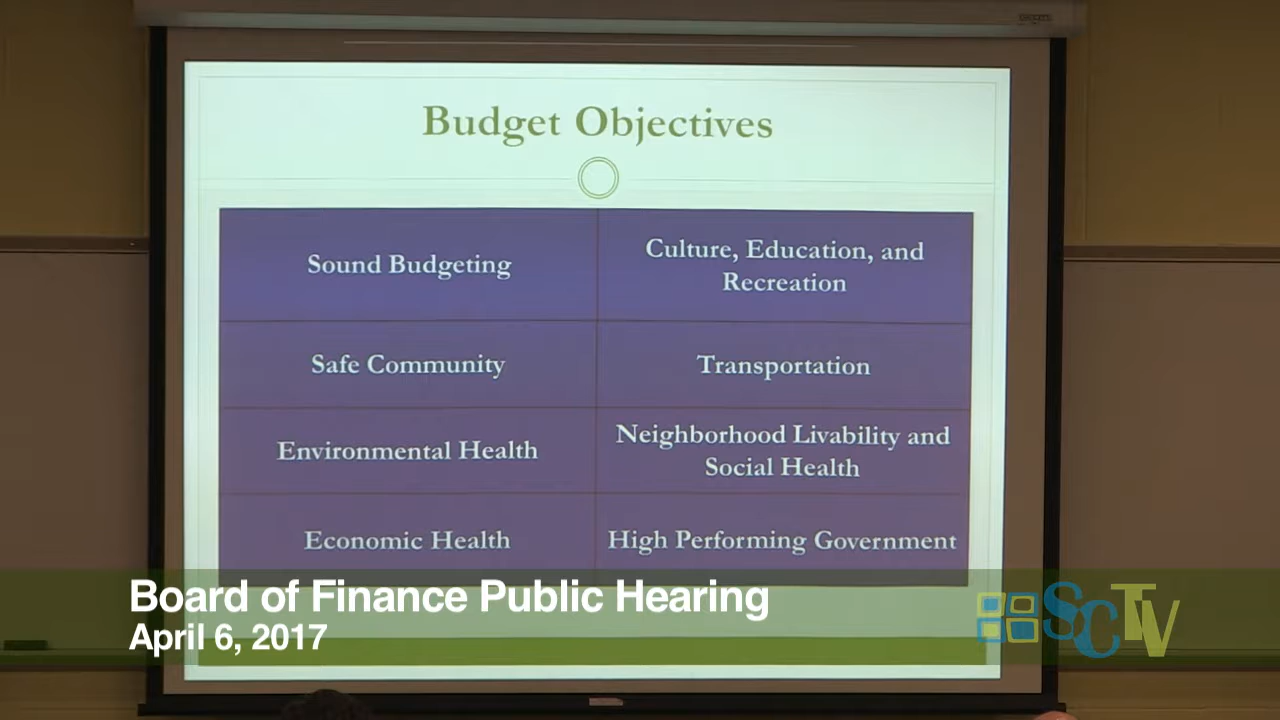 Budget Objectives
Sound Budgeting
Culture, Education, and
Recreation
Safe Community
Transportation
Environmental Health
Neighborhood Livability and
Social Health
Economic Health
High Performing Government
Board of Finance Public Hearing
April 6, 2017
SCTV